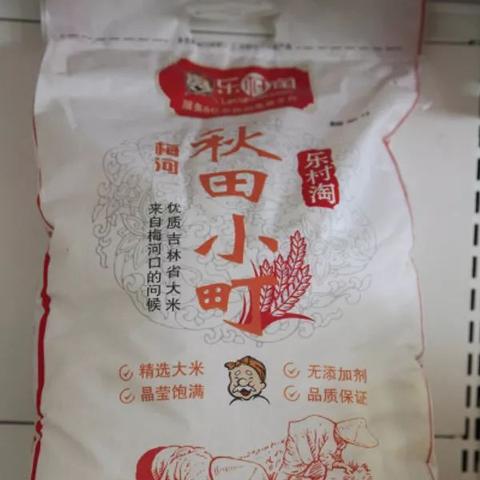 乐村淘
梅河
秋田小町
乐村淘
优质吉林省大米
来自梅河口的问候
精选大米
无添加剂
晶莹饱满
品质保证